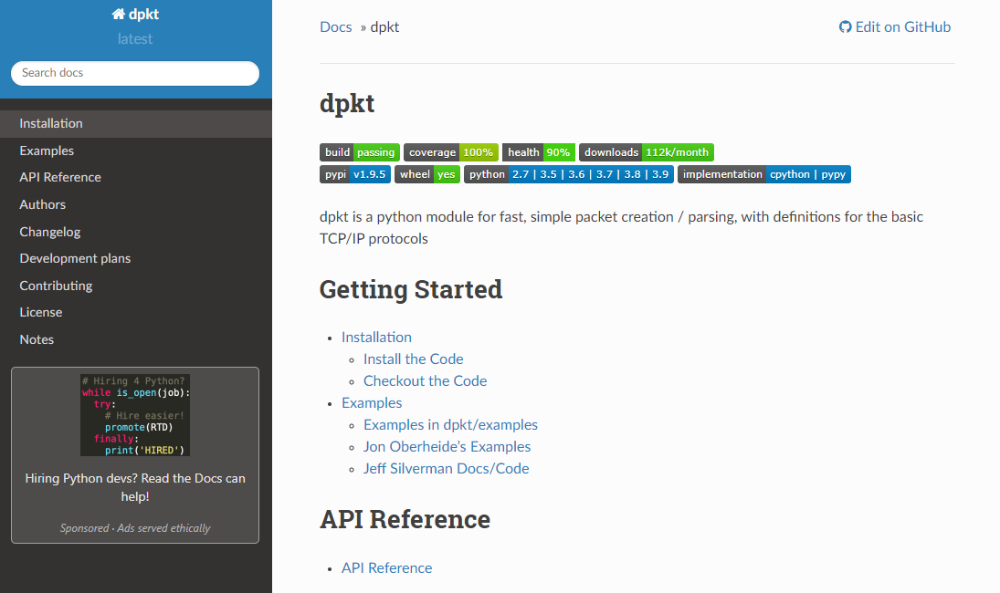 dpkt
latest
Search docs
Installation
Examples
API Reference
Authors
Changelog
Development plans
Contributing
License
Notes
# Hiring 4 Python?
while is_open(job):
try:
# Hire easier!
promote(RTD)
finally:
print('HIRED')
Hiring Python devs? Read the Docs can
help!
Sponsored · Ads served ethically
Docs » dpkt
Edit on GitHub
dpkt
build passing coverage 100% health 90% downloads 112k/month
pypi v1.9.5 wheel yes python 2.7 | 3.5 | 3.6 | 3.7 | 3.8 | 3.9 implementation cpython | pypy
dpkt is a python module for fast, simple packet creation / parsing, with definitions for the basic
TCP/IP protocols
Getting Started
Installation
Install the Code
Checkout the Code
Examples
Examples in dpkt/examples
Jon Oberheide’s Examples
Jeff Silverman Docs/Code
API Reference
API Reference